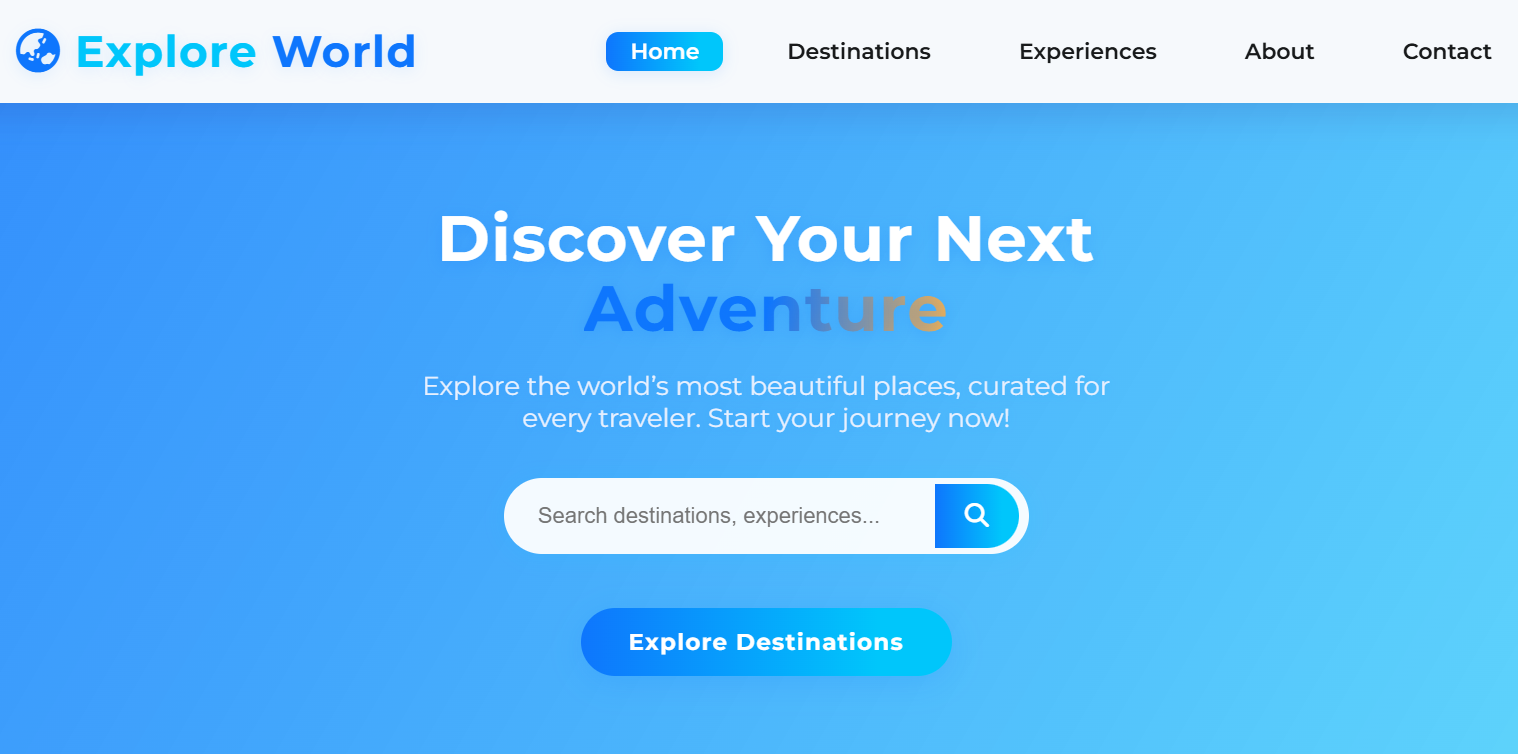 Explore World
Home
Destinations
Experiences
About
Contact
Discover Your Next
Adventure
Explore the world’s most beautiful places, curated for
every traveler. Start your journey now!
Search destinations, experiences...
Explore Destinations